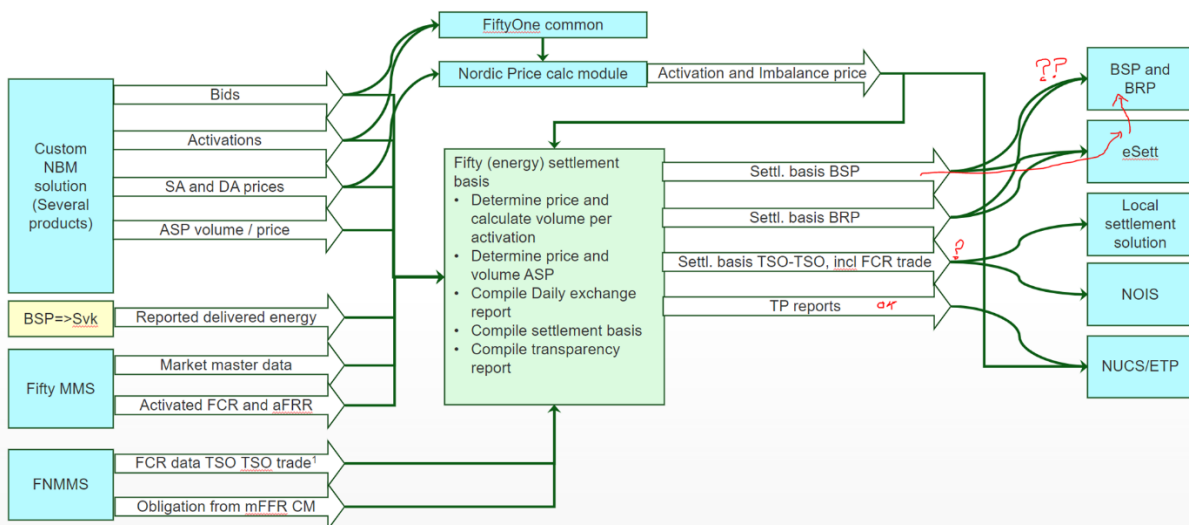 FiftyOne common
Nordic Price calc module
Activation and Imbalance price
??
BSP and
BRP
eSett
Local
settlement
solution
NOIS
NUCS/ETP
Custom
NBM
solution
(Several
products)
Bids
Activations
SA and DA prices
ASP volume / price
BSP=>Svk
Reported delivered energy
Fifty MMS
Market master data
Activated FCR and aFRR
FNMMS
FCR data TSO TSO trade¹
Obligation from mFFR CM
Fifty (energy) settlement
basis
• Determine price and
calculate volume per
activation
• Determine price and
volume ASP
• Compile Daily exchange
report
• Compile settlement basis
• Compile transparency
report
Settl. basis BSP
Settl. basis BRP
Settl. basis TSO-TSO, incl FCR trade
?
TP reports
OK